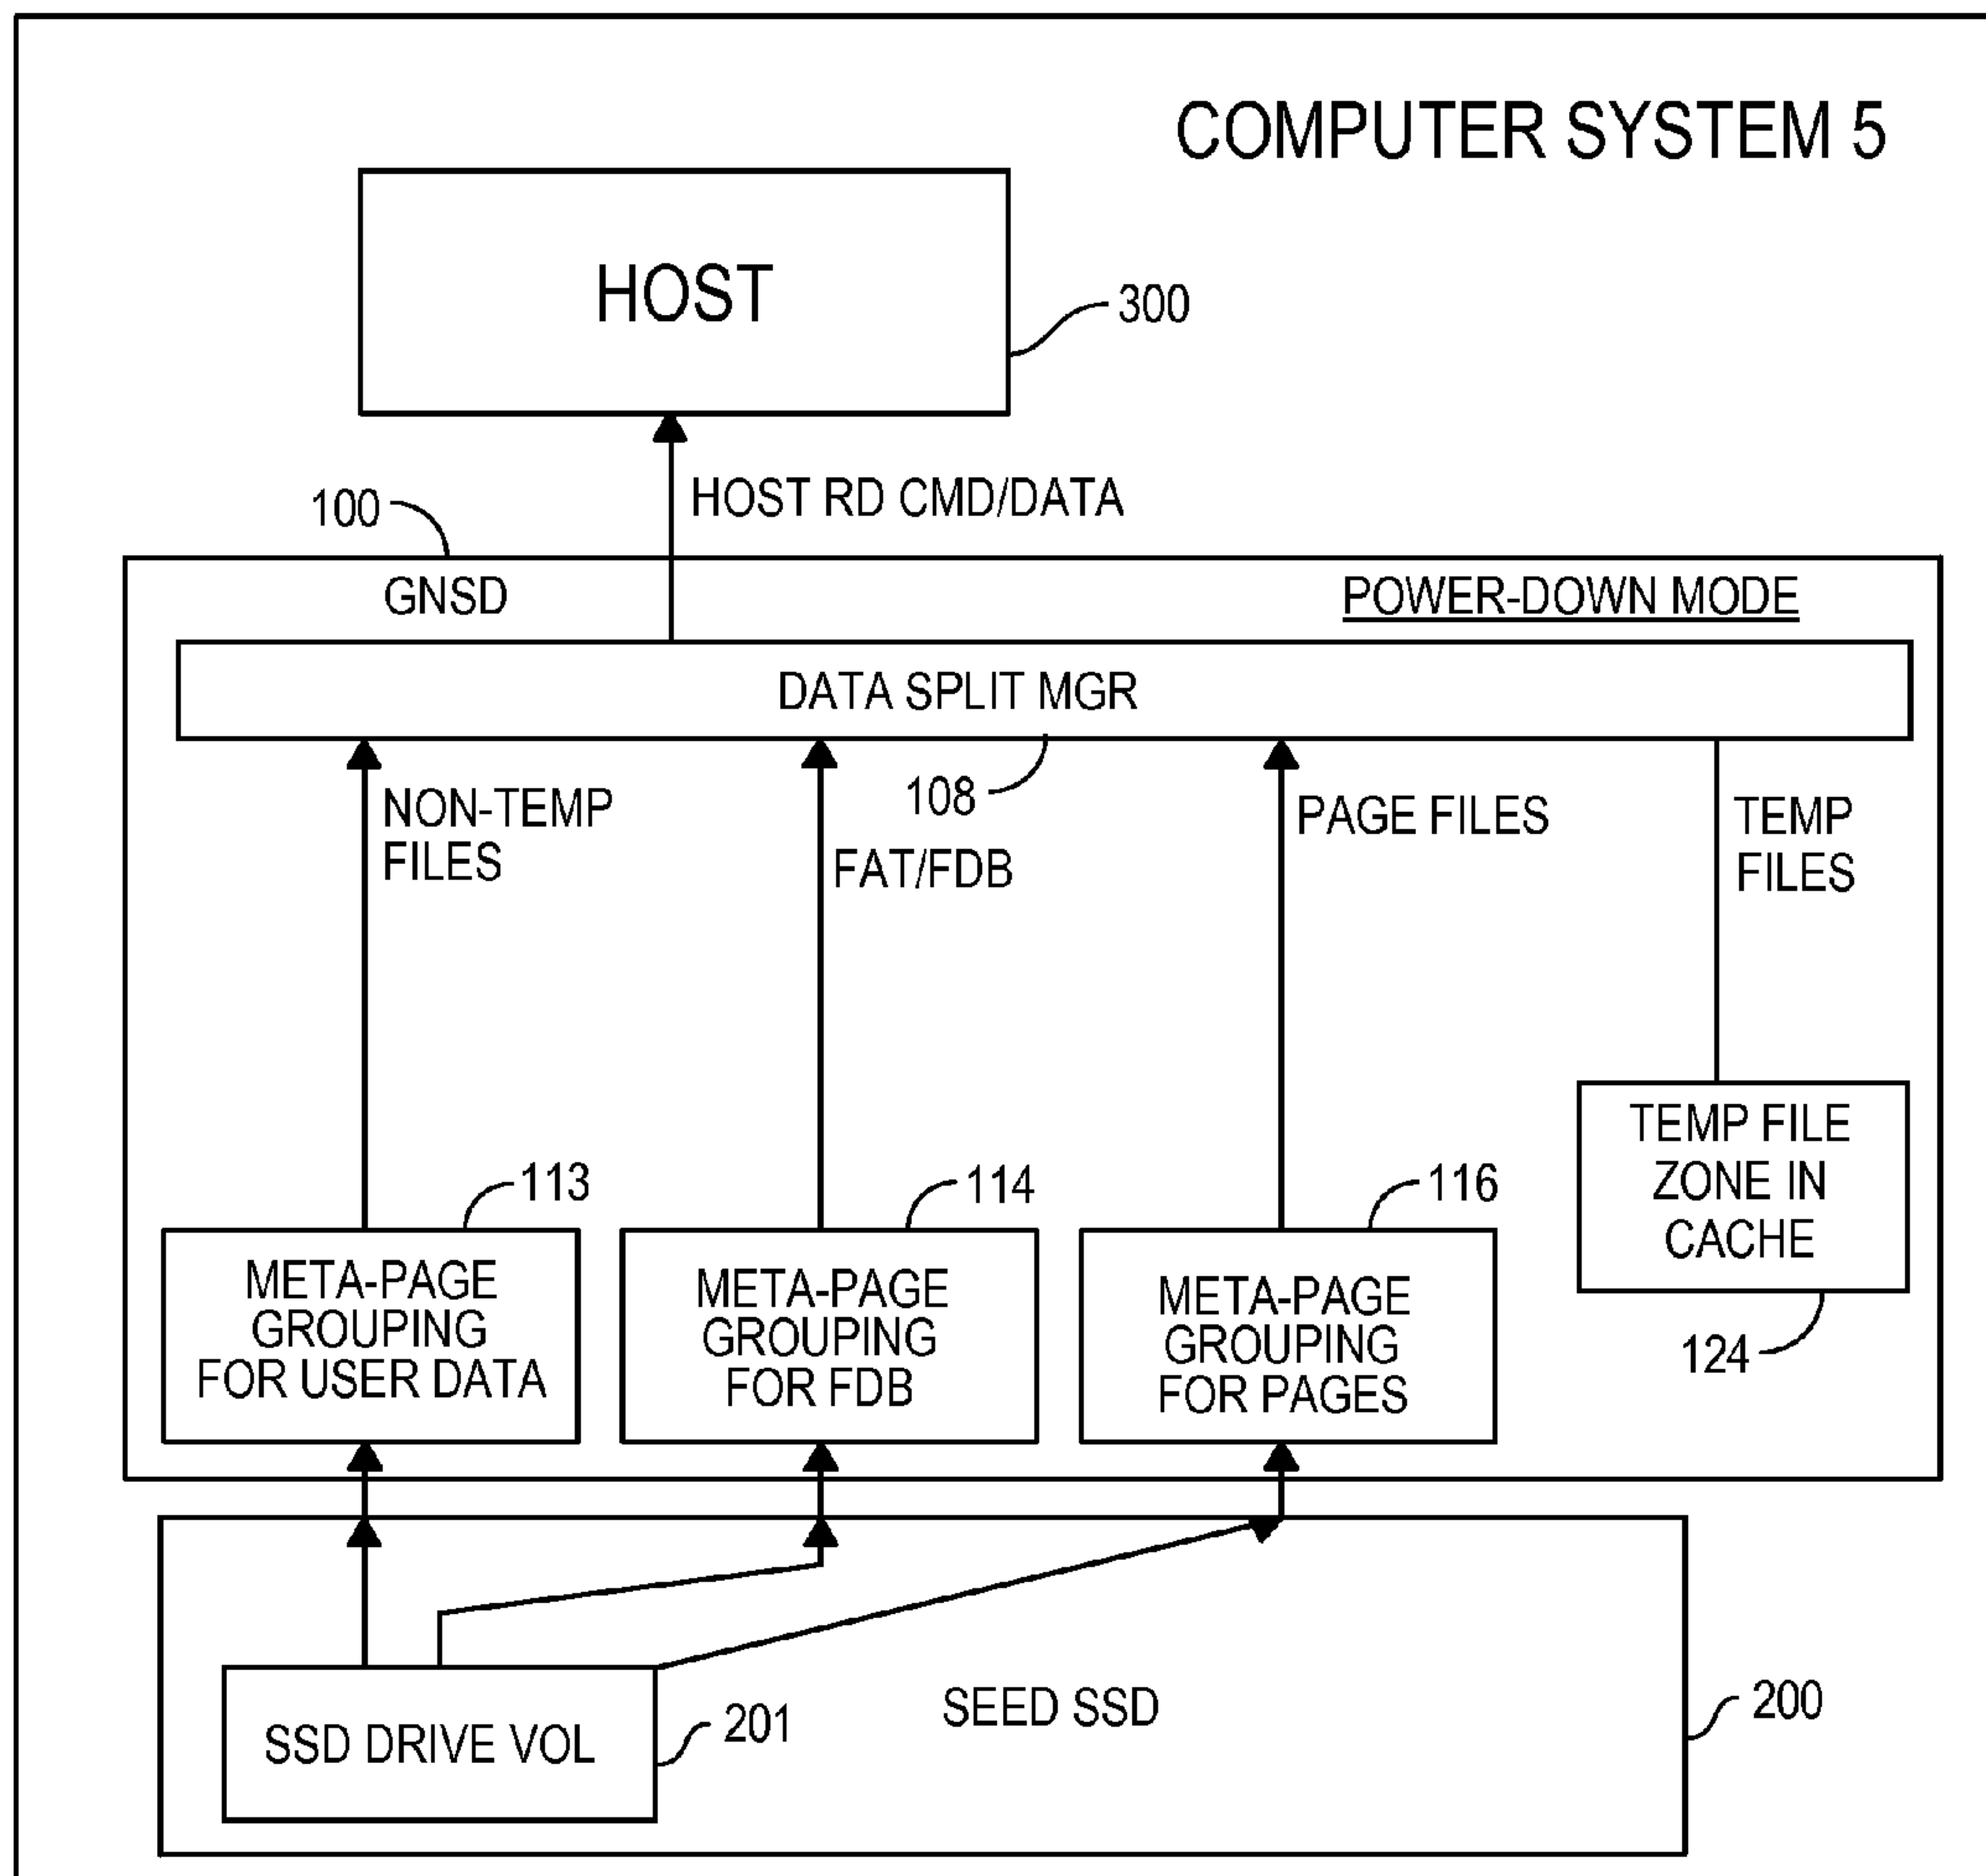 COMPUTER SYSTEM 5
HOST
300
HOST RD CMD/DATA
100
GNSD
POWER-DOWN MODE
DATA SPLIT MGR
108
NON-TEMP
FILES
FAT/FDB
PAGE FILES
TEMP
FILES
TEMP FILE
ZONE IN
CACHE
124
113
114
116
META-PAGE
GROUPING
FOR USER DATA
META-PAGE
GROUPING
FOR FDB
META-PAGE
GROUPING
FOR PAGES
SSD DRIVE VOL
201
SEED SSD
200